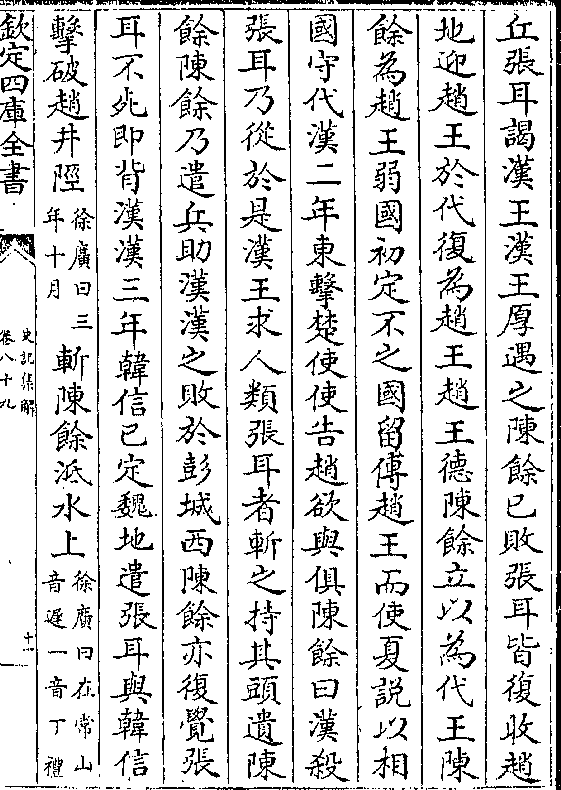 丘張耳謁漢王漢王厚遇之陳餘已敗張耳皆復收趙
地迎趙王於代復為趙王趙王德陳餘立以為代王陳
餘為趙王弱國初定不之國留傅趙王而使夏説以相
國守代漢二年東擊楚使使告趙欲與俱陳餘曰漢殺
張耳乃從於是漢王求人類張耳者斬之持其頭遺陳
餘陳餘乃遣兵助漢漢之敗於彭城西陳餘亦復覺張
耳不死即背漢漢三年韓信已定魏地遣張耳與韓信
擊破趙井陘徐廣曰三年十月斬陳餘泜水上徐廣曰在常山音遲一音丁禮
欽定四庫全書
史記集解
卷八十九
十一